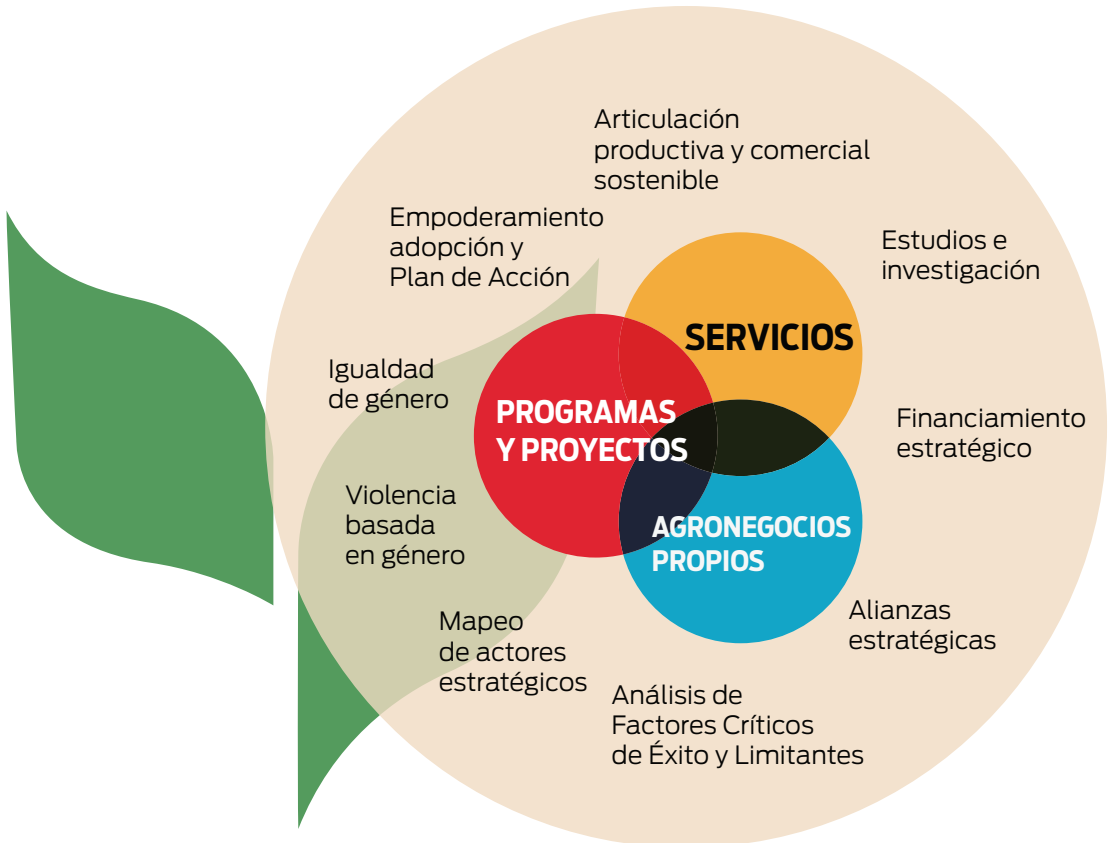 Articulación
productiva y comercial
sostenible
Empoderamiento
adopción y
Plan de Acción
Estudios e
investigación
SERVICIOS
Igualdad
de género
PROGRAMAS
Y PROYECTOS
Financiamiento
estratégico
Violencia
basada
en género
AGRONEGOCIOS
PROPIOS
Mapeo
de actores
estratégicos
Alianzas
estratégicas
Análisis de
Factores Críticos
de Éxito y Limitantes